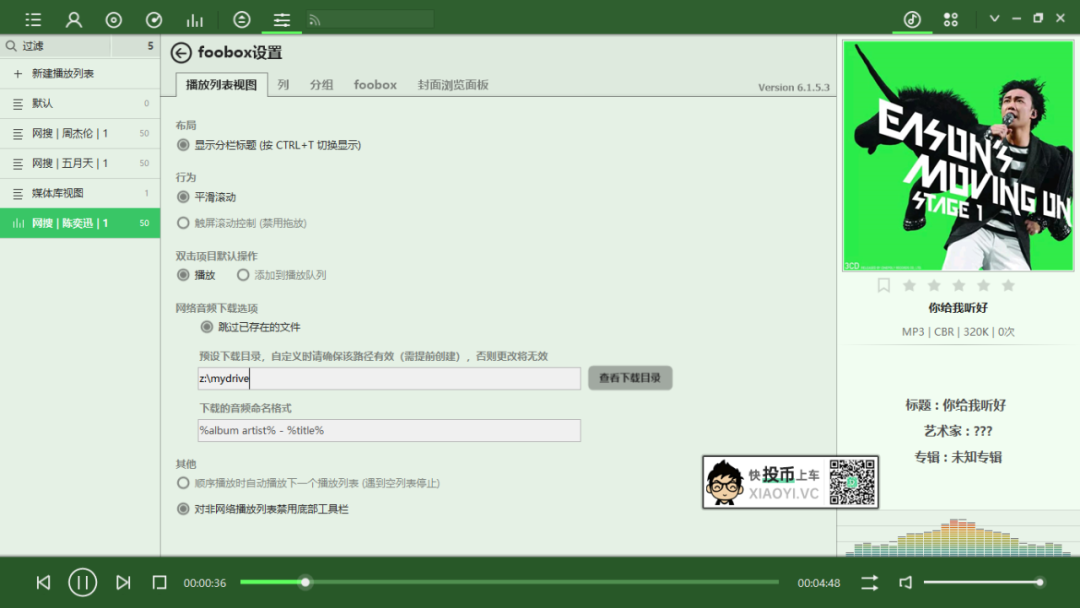 过滤 5
新建播放列表
默认 0
网搜 | 周杰伦 | 1 50
网搜 | 五月天 | 1 50
媒体库视图 1
网搜 | 陈奕迅 | 1 50
foobox设置
播放列表视图 列 分组 foobox 封面浏览面板 Version 6.1.5.3
布局
显示分栏标题 (按 CTRL+T 切换显示)
行为
平滑滚动
触屏滚动控制 (禁用拖放)
双击项目默认操作
播放 添加到播放队列
网络音频下载选项
跳过已存在的文件
预设下载目录，自定义时请确保该路径有效（需提前创建），否则更改将无效
z:\mydrive 查看下载目录
下载的音频命名格式
%album artist% - %title%
其他
顺序播放时自动播放下一个播放列表 (遇到空列表停止)
对非网络播放列表禁用底部工具栏
EASON'S
MOVING ON
STAGE 1
3CD
你给我听好
MP3 | CBR | 320K | 0次
标题：你给我听好
艺术家：???
专辑：未知专辑
快投币上车
XIAOYI.VC
00:00:36 00:04:48